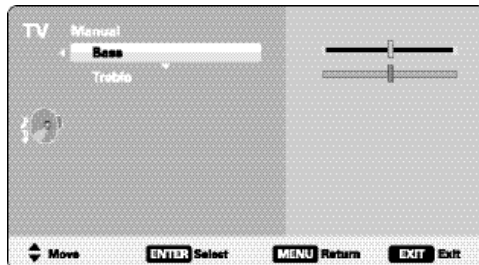 TV Manual
Bass
Treble
Move ENTER Select MENU Return EXIT Exit